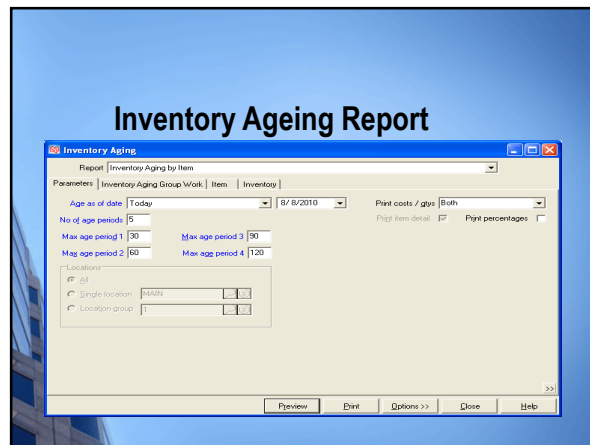 Inventory Ageing Report
Inventory Aging
Report Inventory Aging by Item
Parameters Inventory Aging Group Work Item Inventory
Age as of date Today 8/ 8/2010 Print costs / qtys Both
No of age periods 5 Print item detail Print percentages
Max age period 1 30 Max age period 3 90
Max age period 2 60 Max age period 4 120
Locations
All
Single location MAIN
Location group 1
>>
Preview Print Options >> Close Help